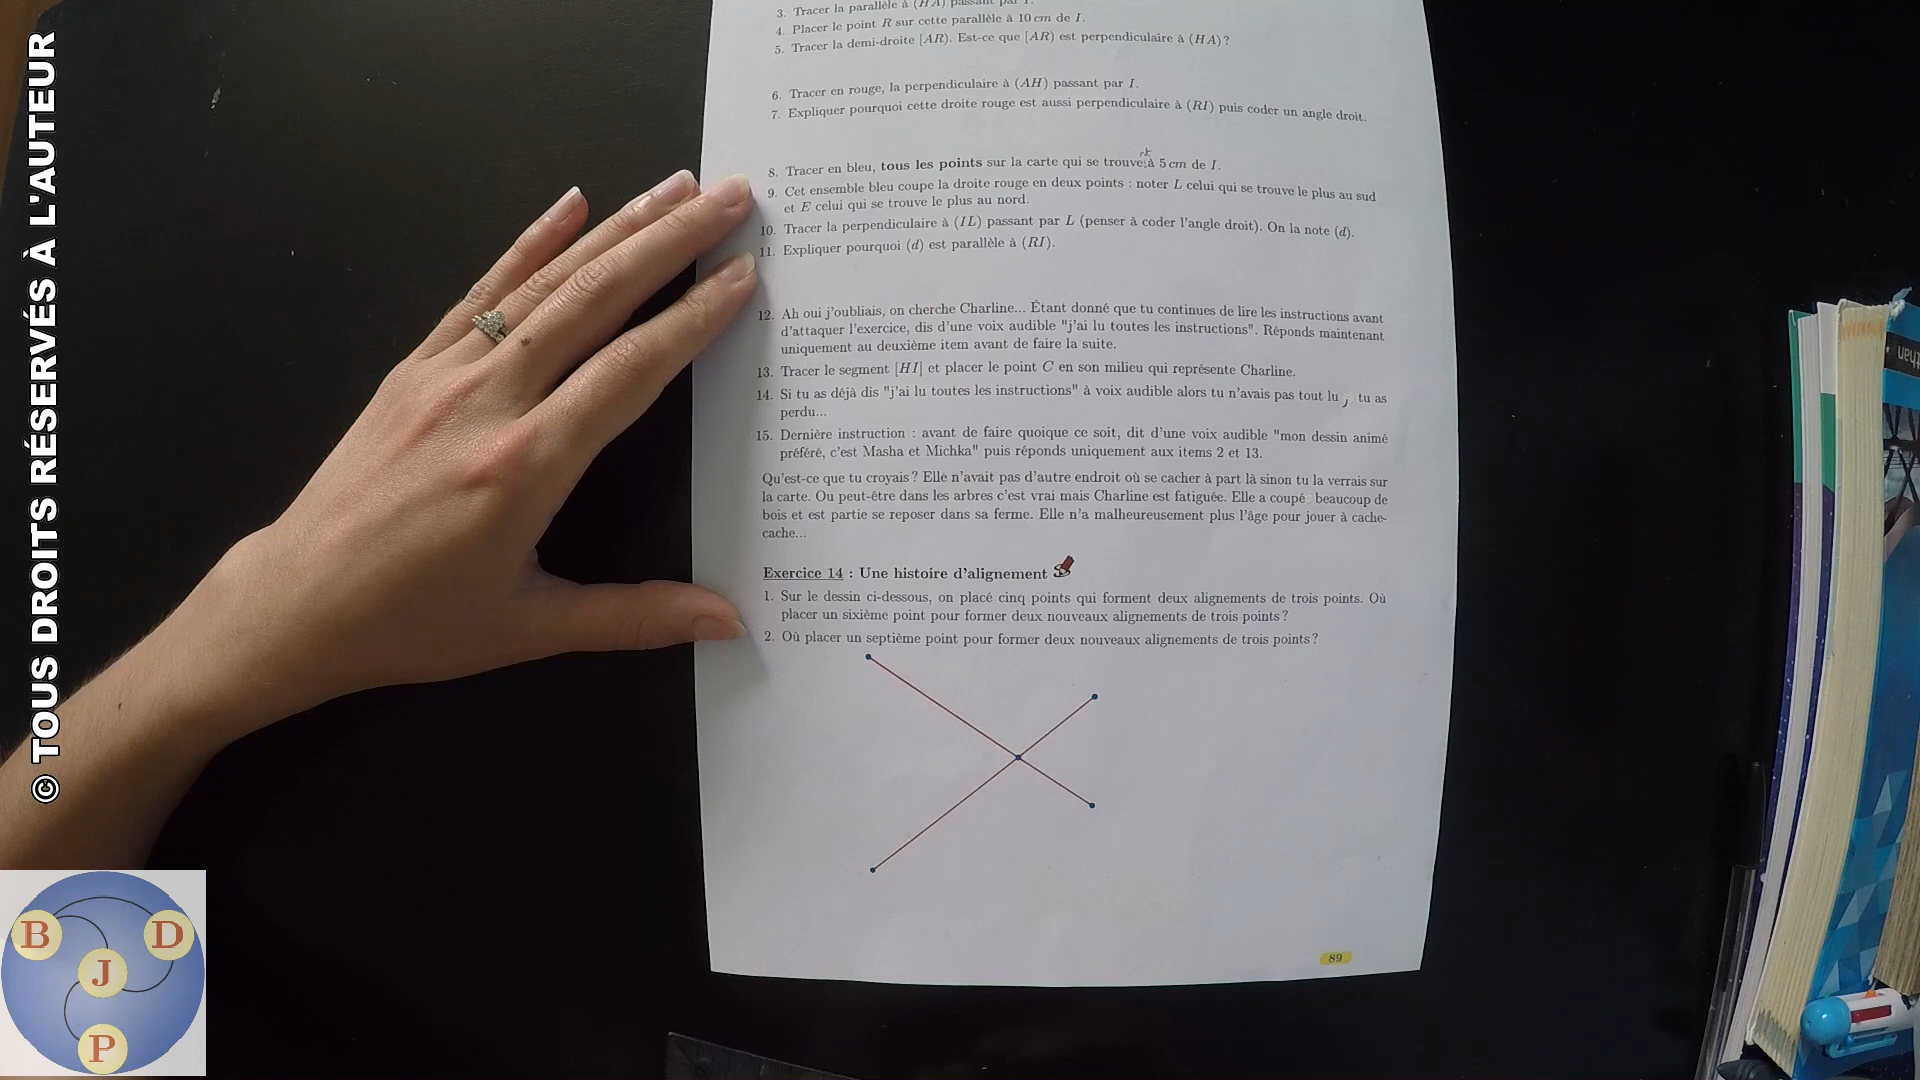 © TOUS DROITS RÉSERVÉS À L'AUTEUR
3. Tracer la parallèle à (HA) passant par I.
4. Placer le point R sur cette parallèle à 10 cm de I.
5. Tracer la demi-droite [AR). Est-ce que [AR) est perpendiculaire à (HA) ?
6. Tracer en rouge, la perpendiculaire à (AH) passant par I.
7. Expliquer pourquoi cette droite rouge est aussi perpendiculaire à (RI) puis coder un angle droit.
8. Tracer en bleu, tous les points sur la carte qui se trouve à 5 cm de I.
9. Cet ensemble bleu coupe la droite rouge en deux points : noter L celui qui se trouve le plus au sud
et E celui qui se trouve le plus au nord.
10. Tracer la perpendiculaire à (IL) passant par L (penser à coder l'angle droit). On la note (d).
11. Expliquer pourquoi (d) est parallèle à (RI).
12. Ah oui j'oubliais, on cherche Charline... Étant donné que tu continues de lire les instructions avant
d'attaquer l'exercice, dis d'une voix audible "j'ai lu toutes les instructions". Réponds maintenant
uniquement au deuxième item avant de faire la suite.
13. Tracer le segment [HI] et placer le point C en son milieu qui représente Charline.
14. Si tu as déjà dis "j'ai lu toutes les instructions" à voix audible alors tu n'avais pas tout lu , tu as
perdu...
15. Dernière instruction : avant de faire quoique ce soit, dit d'une voix audible "mon dessin animé
préféré, c'est Masha et Michka" puis réponds uniquement aux items 2 et 13.
Qu'est-ce que tu croyais ? Elle n'avait pas d'autre endroit où se cacher à part là sinon tu la verrais sur
la carte. Ou peut-être dans les arbres c'est vrai mais Charline est fatiguée. Elle a coupé beaucoup de
bois et est partie se reposer dans sa ferme. Elle n'a malheureusement plus l'âge pour jouer à cache-
cache...
Exercice 14 : Une histoire d'alignement
1. Sur le dessin ci-dessous, on placé cinq points qui forment deux alignements de trois points. Où
placer un sixième point pour former deux nouveaux alignements de trois points ?
2. Où placer un septième point pour former deux nouveaux alignements de trois points ?
89
B D
J
P